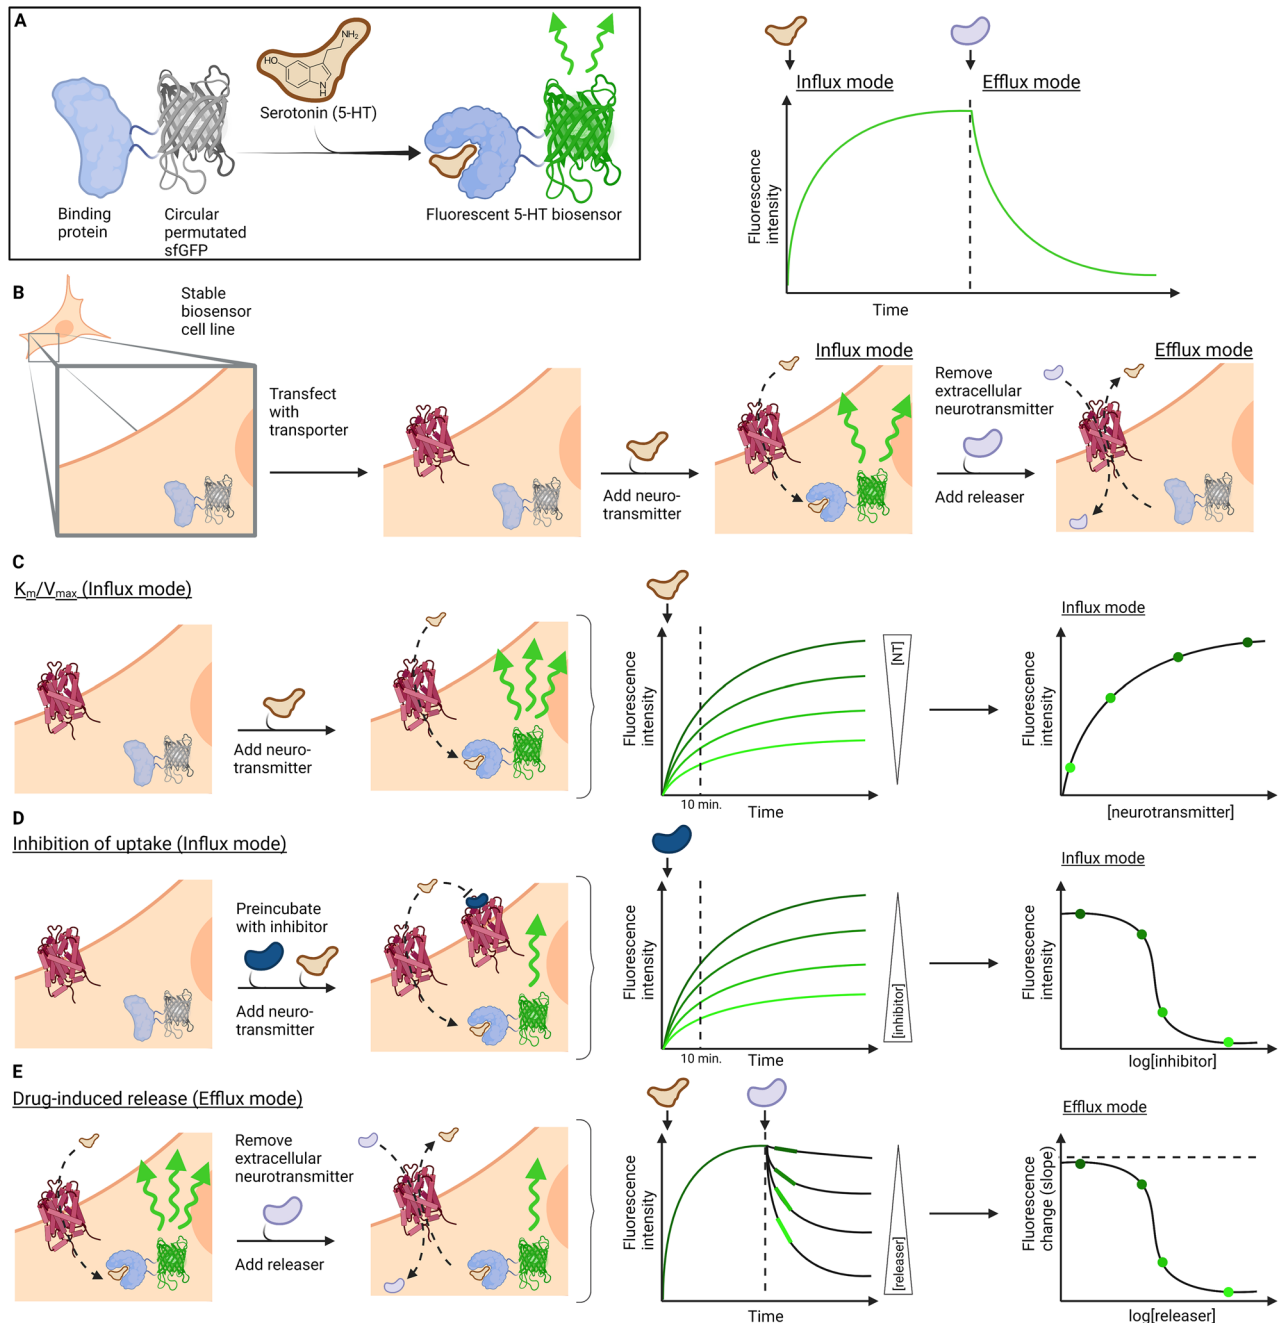 A
NH₂
HO
N
H
Serotonin (5-HT)
Binding
protein
Circular
permutated
sfGFP
Fluorescent 5-HT biosensor
Influx mode
Efflux mode
Fluorescence
intensity
Time
B
Stable
biosensor
cell line
Transfect
with
transporter
Add neuro-
transmitter
Influx mode
Remove
extracellular
neurotransmitter
Add releaser
Efflux mode
C
Km/Vmax (Influx mode)
Add neuro-
transmitter
Fluorescence
intensity
10 min.
Time
[NT]
Influx mode
Fluorescence
intensity
[neurotransmitter]
D
Inhibition of uptake (Influx mode)
Preincubate
with inhibitor
Add neuro-
transmitter
Fluorescence
intensity
10 min.
Time
[inhibitor]
Influx mode
Fluorescence
intensity
log[inhibitor]
E
Drug-induced release (Efflux mode)
Remove
extracellular
neurotransmitter
Add releaser
Fluorescence
intensity
Time
[releaser]
Efflux mode
Fluorescence
change (slope)
log[releaser]